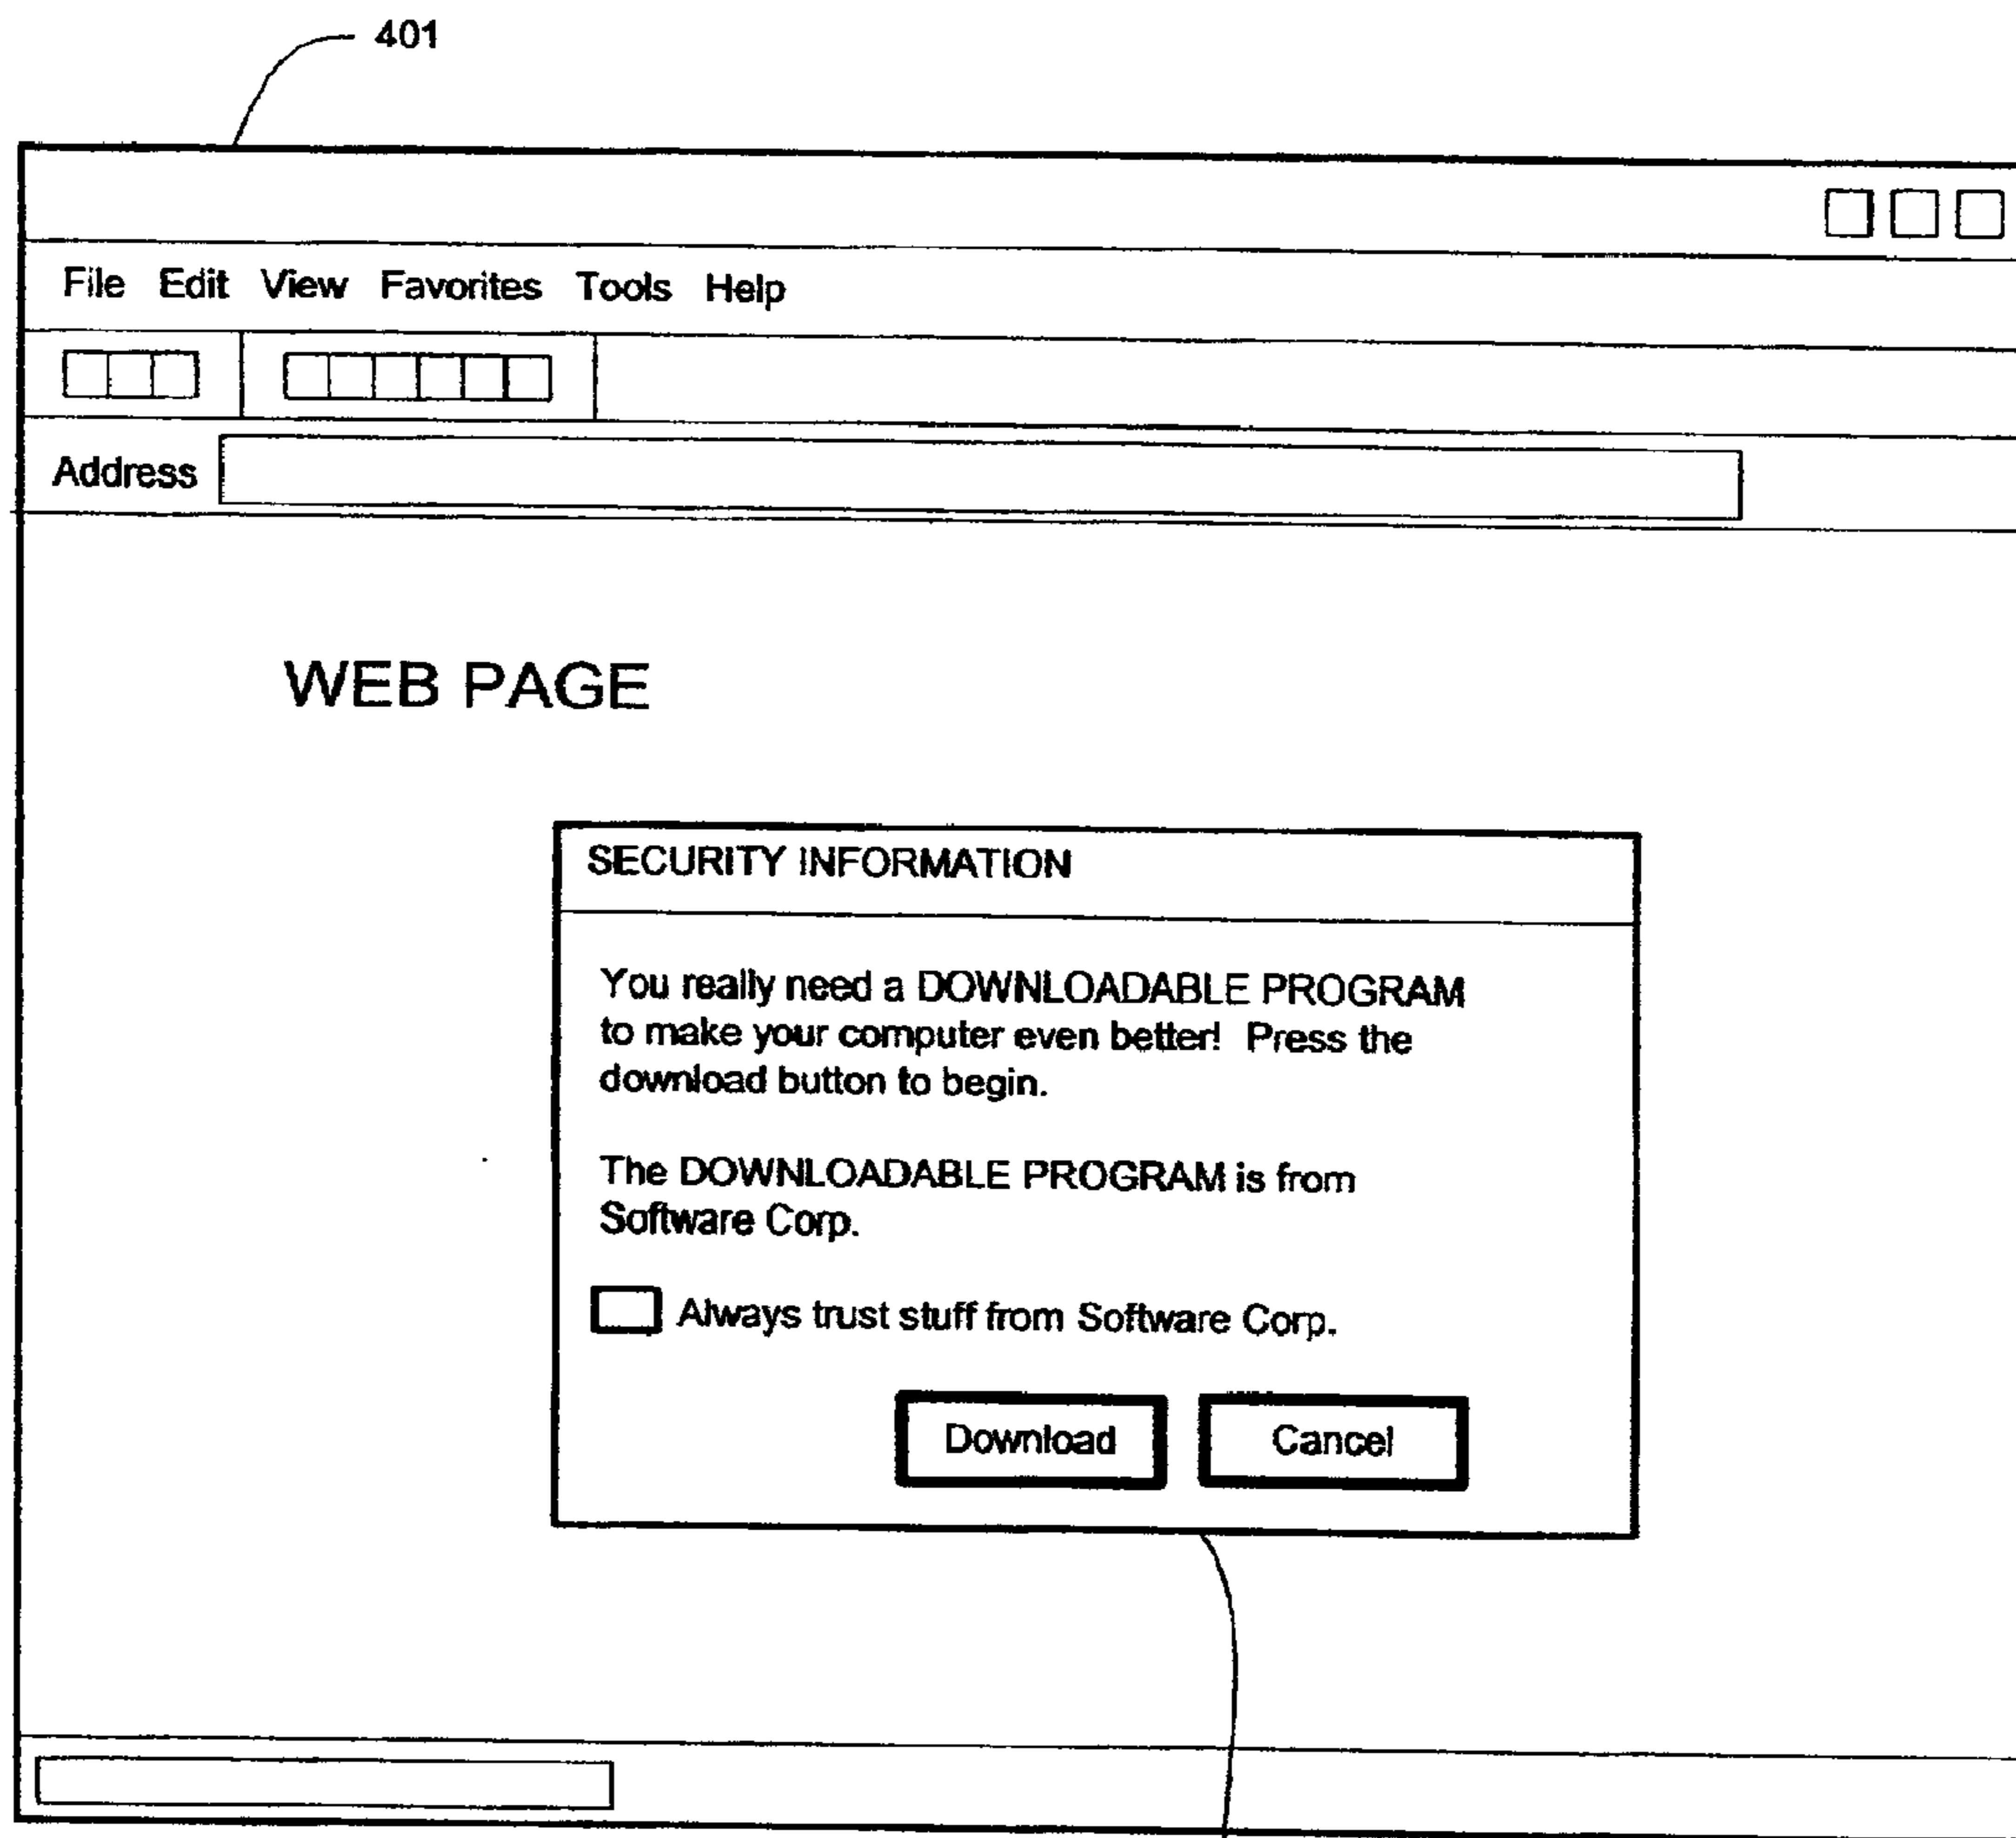 401
File Edit View Favorites Tools Help
Address
WEB PAGE
SECURITY INFORMATION
You really need a DOWNLOADABLE PROGRAM
to make your computer even better! Press the
download button to begin.
The DOWNLOADABLE PROGRAM is from
Software Corp.
Always trust stuff from Software Corp.
Download Cancel